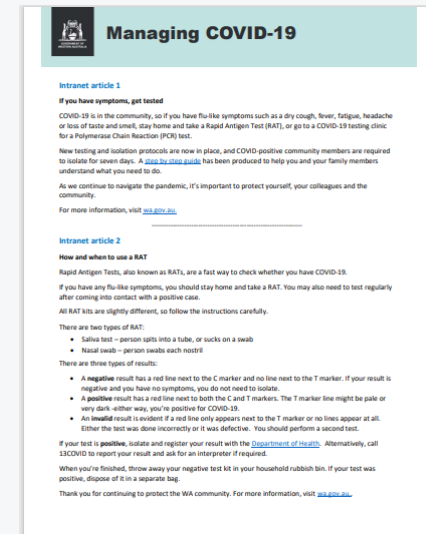 GOVERNMENT OF
WESTERN AUSTRALIA
Managing COVID-19
Intranet article 1
If you have symptoms, get tested
COVID-19 is in the community, so if you have flu-like symptoms such as a dry cough, fever, fatigue, headache
or loss of taste and smell, stay home and take a Rapid Antigen Test (RAT), or go to a COVID-19 testing clinic
for a Polymerase Chain Reaction (PCR) test.
New testing and isolation protocols are now in place, and COVID-positive community members are required
to isolate for seven days. A step by step guide has been produced to help you and your family members
understand what you need to do.
As we continue to navigate the pandemic, it's important to protect yourself, your colleagues and the
community.
For more information, visit wa.gov.au.
Intranet article 2
How and when to use a RAT
Rapid Antigen Tests, also known as RATs, are a fast way to check whether you have COVID-19.
If you have any flu-like symptoms, you should stay home and take a RAT. You may also need to test regularly
after coming into contact with a positive case.
All RAT kits are slightly different, so follow the instructions carefully.
There are two types of RAT:
• Saliva test – person spits into a tube, or sucks on a swab
• Nasal swab – person swabs each nostril
There are three types of results:
• A negative result has a red line next to the C marker and no line next to the T marker. If your result is
negative and you have no symptoms, you do not need to isolate.
• A positive result has a red line next to both the C and T markers. The T marker line might be pale or
very dark -either way, you're positive for COVID-19.
• An invalid result is evident if a red line only appears next to the T marker or no lines appear at all.
Either the test was done incorrectly or it was defective. You should perform a second test.
If your test is positive, isolate and register your result with the Department of Health. Alternatively, call
13COVID to report your result and ask for an interpreter if required.
When you're finished, throw away your negative test kit in your household rubbish bin. If your test was
positive, dispose of it in a separate bag.
Thank you for continuing to protect the WA community. For more information, visit wa.gov.au.